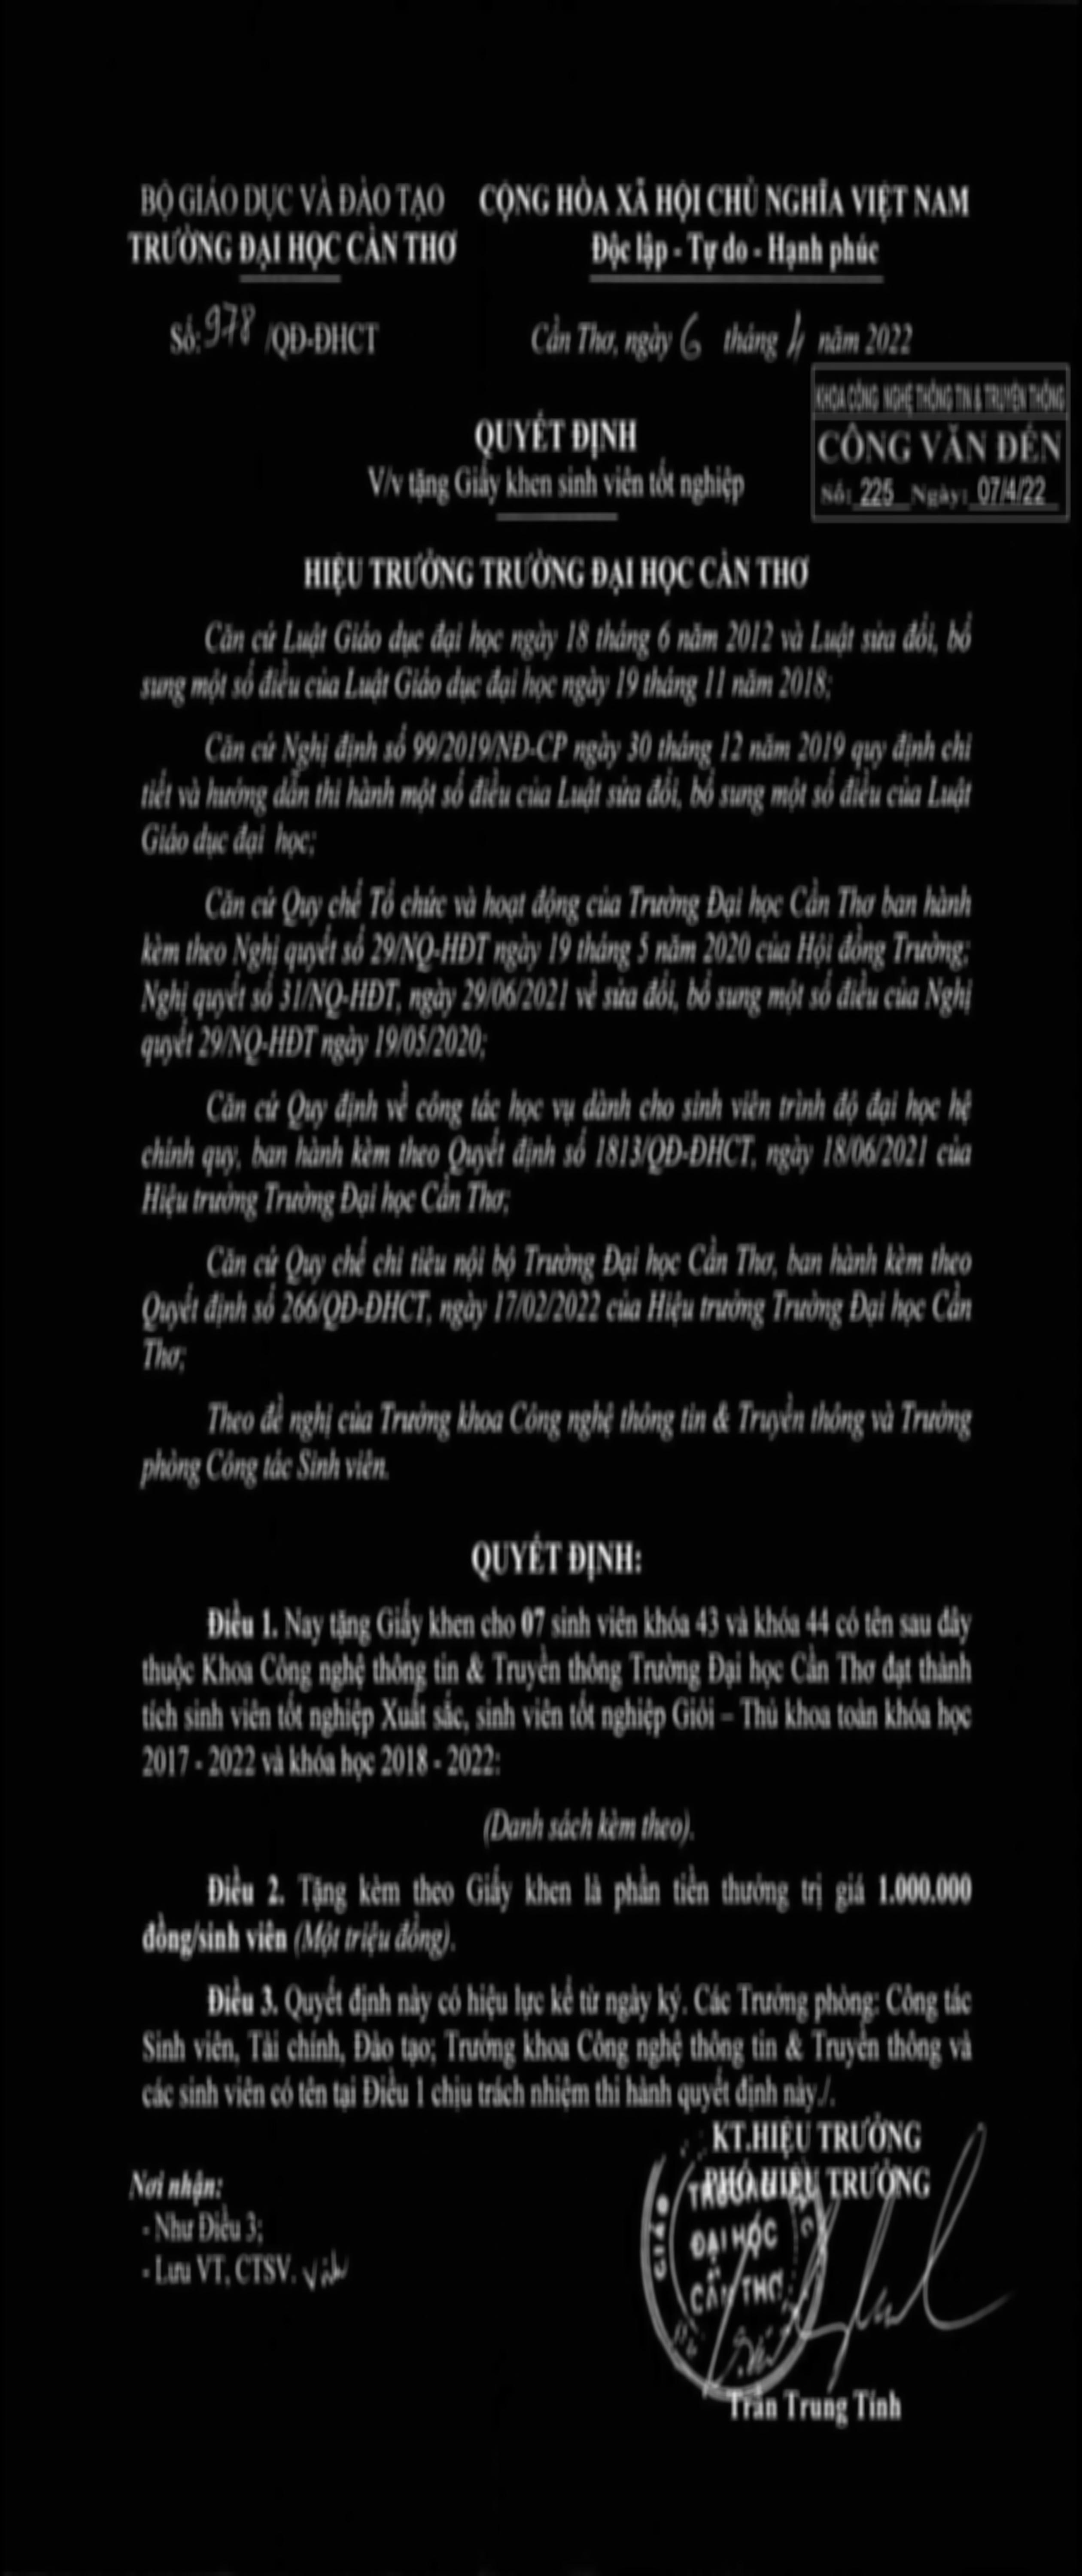 BỘ GIÁO DỤC VÀ ĐÀO TẠO
TRƯỜNG ĐẠI HỌC CẦN THƠ
CỘNG HÒA XÃ HỘI CHỦ NGHĨA VIỆT NAM
Độc lập - Tự do - Hạnh phúc
Số: 978 /QĐ-ĐHCT
Cần Thơ, ngày 6 tháng 4 năm 2022
KHOA CÔNG NGHỆ THÔNG TIN & TRUYỀN THÔNG
CÔNG VĂN ĐẾN
Số: 225 Ngày: 07/4/22
QUYẾT ĐỊNH
V/v tặng Giấy khen sinh viên tốt nghiệp
HIỆU TRƯỞNG TRƯỜNG ĐẠI HỌC CẦN THƠ
Căn cứ Luật Giáo dục đại học ngày 18 tháng 6 năm 2012 và Luật sửa đổi, bổ
sung một số điều của Luật Giáo dục đại học ngày 19 tháng 11 năm 2018;
Căn cứ Nghị định số 99/2019/NĐ-CP ngày 30 tháng 12 năm 2019 quy định chi
tiết và hướng dẫn thi hành một số điều của Luật sửa đổi, bổ sung một số điều của Luật
Giáo dục đại học;
Căn cứ Quy chế Tổ chức và hoạt động của Trường Đại học Cần Thơ ban hành
kèm theo Nghị quyết số 29/NQ-HĐT ngày 19 tháng 5 năm 2020 của Hội đồng Trường;
Nghị quyết số 31/NQ-HĐT, ngày 29/06/2021 về sửa đổi, bổ sung một số điều của Nghị
quyết 29/NQ-HĐT ngày 19/05/2020;
Căn cứ Quy định về công tác học vụ dành cho sinh viên trình độ đại học hệ
chính quy, ban hành kèm theo Quyết định số 1813/QĐ-ĐHCT, ngày 18/06/2021 của
Hiệu trưởng Trường Đại học Cần Thơ;
Căn cứ Quy chế chi tiêu nội bộ Trường Đại học Cần Thơ, ban hành kèm theo
Quyết định số 266/QĐ-ĐHCT, ngày 17/02/2022 của Hiệu trưởng Trường Đại học Cần
Thơ;
Theo đề nghị của Trưởng khoa Công nghệ thông tin & Truyền thông và Trưởng
phòng Công tác Sinh viên.
QUYẾT ĐỊNH:
Điều 1. Nay tặng Giấy khen cho 07 sinh viên khóa 43 và khóa 44 có tên sau đây
thuộc Khoa Công nghệ thông tin & Truyền thông Trường Đại học Cần Thơ đạt thành
tích sinh viên tốt nghiệp Xuất sắc, sinh viên tốt nghiệp Giỏi – Thủ khoa toàn khóa học
2017 - 2022 và khóa học 2018 - 2022:
(Danh sách kèm theo).
Điều 2. Tặng kèm theo Giấy khen là phần tiền thưởng trị giá 1.000.000
đồng/sinh viên (Một triệu đồng).
Điều 3. Quyết định này có hiệu lực kể từ ngày ký. Các Trưởng phòng: Công tác
Sinh viên, Tài chính, Đào tạo; Trưởng khoa Công nghệ thông tin & Truyền thông và
các sinh viên có tên tại Điều 1 chịu trách nhiệm thi hành quyết định này./.
KT.HIỆU TRƯỞNG
PHÓ HIỆU TRƯỞNG
Nơi nhận:
- Như Điều 3;
- Lưu VT, CTSV.
TRƯỜNG
ĐẠI HỌC
CẦN THƠ
Trần Trung Tính